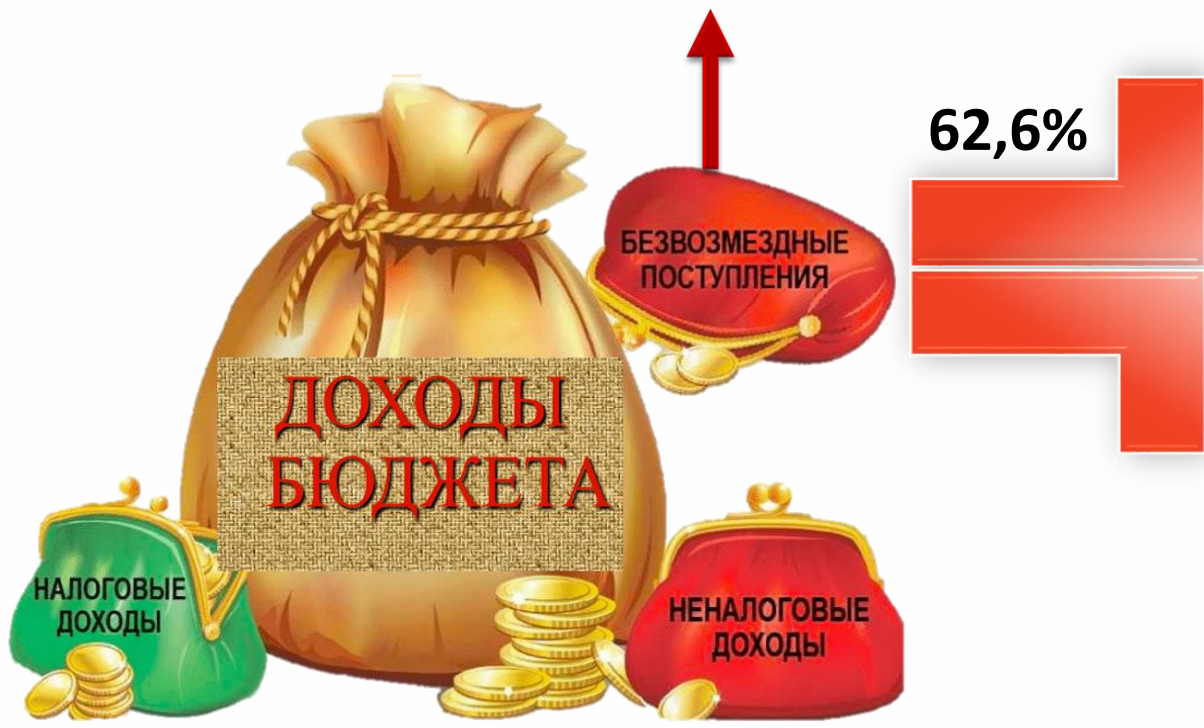 62,6%
БЕЗВОЗМЕЗДНЫЕ
ПОСТУПЛЕНИЯ
ДОХОДЫ
БЮДЖЕТА
НАЛОГОВЫЕ
ДОХОДЫ
НЕНАЛОГОВЫЕ
ДОХОДЫ